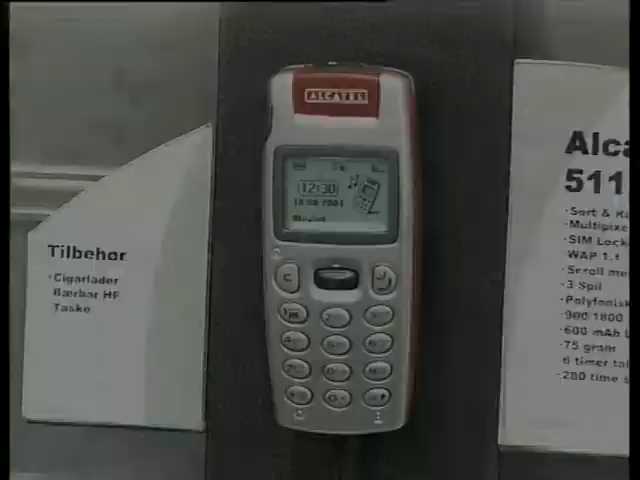 ALCATEL
12:30
Tilbehør
·Cigarlader
Bærbar HF
Taske
Alca
511
·Sort &
·Multipixe
·SIM Lock
WAP 1.1
·Scroll me
·3 Spil
·Polyfonisk
·900/1800
·600 mAh L
·75 gram
6 timer tal
·280 time s